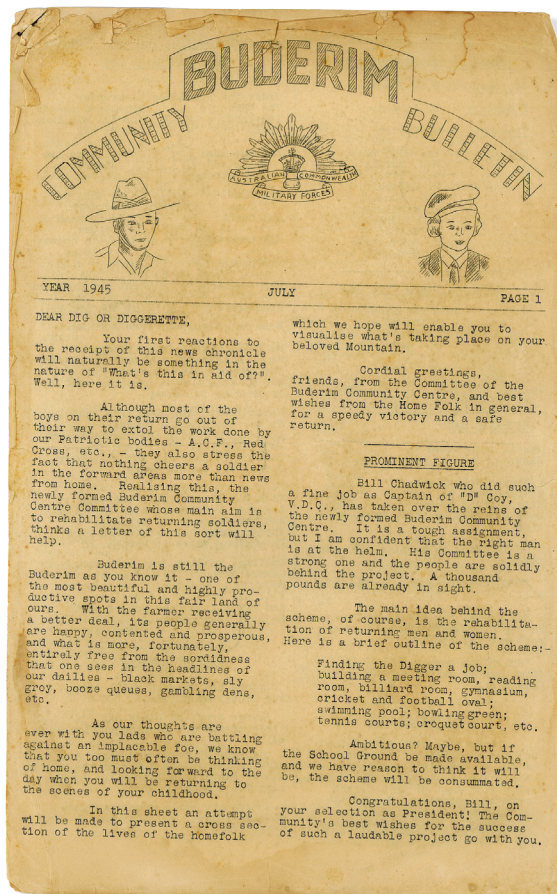 BUDERIM
COMMUNITY BULLETIN
AUSTRALIAN COMMONWEALTH
MILITARY FORCES
YEAR 1945 JULY PAGE 1
DEAR DIG OR DIGGERETTE,
Your first reactions to
the receipt of this news chronicle
will naturally be something in the
nature of "What's this in aid of?".
Well, here it is.
Although most of the
boys on their return go out of
their way to extol the work done by
our Patriotic bodies - A.C.F., Red
Cross, etc., - they also stress the
fact that nothing cheers a soldier
in the forward areas more than news
from home. Realising this, the
newly formed Buderim Community
Centre Committee whose main aim is
to rehabilitate returning soldiers,
thinks a letter of this sort will
help.
Buderim is still the
Buderim as you know it - one of
the most beautiful and highly pro-
ductive spots in this fair land of
ours. With the farmer receiving
a better deal, its people generally
are happy, contented and prosperous,
and what is more, fortunately,
entirely free from the sordidness
that one sees in the headlines of
our dailies - black markets, sly
groy, booze queues, gambling dens,
etc.
As our thoughts are
ever with you lads who are battling
against an implacable foe, we know
that you too must often be thinking
of home, and looking forward to the
day when you will be returning to
the scenes of your childhood.
In this sheet an attempt
will be made to present a cross sec-
tion of the lives of the homefolk
which we hope will enable you to
visualise what's taking place on your
beloved Mountain.
Cordial greetings,
friends, from the Committee of the
Buderim Community Centre, and best
wishes from the Home Folk in general,
for a speedy victory and a safe
return.
PROMINENT FIGURE
Bill Chadwick who did such
a fine job as Captain of "D" Coy,
V.D.C., has taken over the reins of
the newly formed Buderim Community
Centre. It is a tough assignment,
but I am confident that the right man
is at the helm. His Committee is a
strong one and the people are solidly
behind the project. A thousand
pounds are already in sight.
The main idea behind the
scheme, of course, is the rehabilita-
tion of returning men and women.
Here is a brief outline of the scheme:-
Finding the Digger a job;
building a meeting room, reading
room, billiard room, gymnasium,
cricket and football oval;
swimming pool; bowling green;
tennis courts; croquet court, etc.
Ambitious? Maybe, but if
the School Ground be made available,
and we have reason to think it will
be, the scheme will be consummated.
Congratulations, Bill, on
your selection as President! The Com-
munity's best wishes for the success
of such a laudable project go with you.